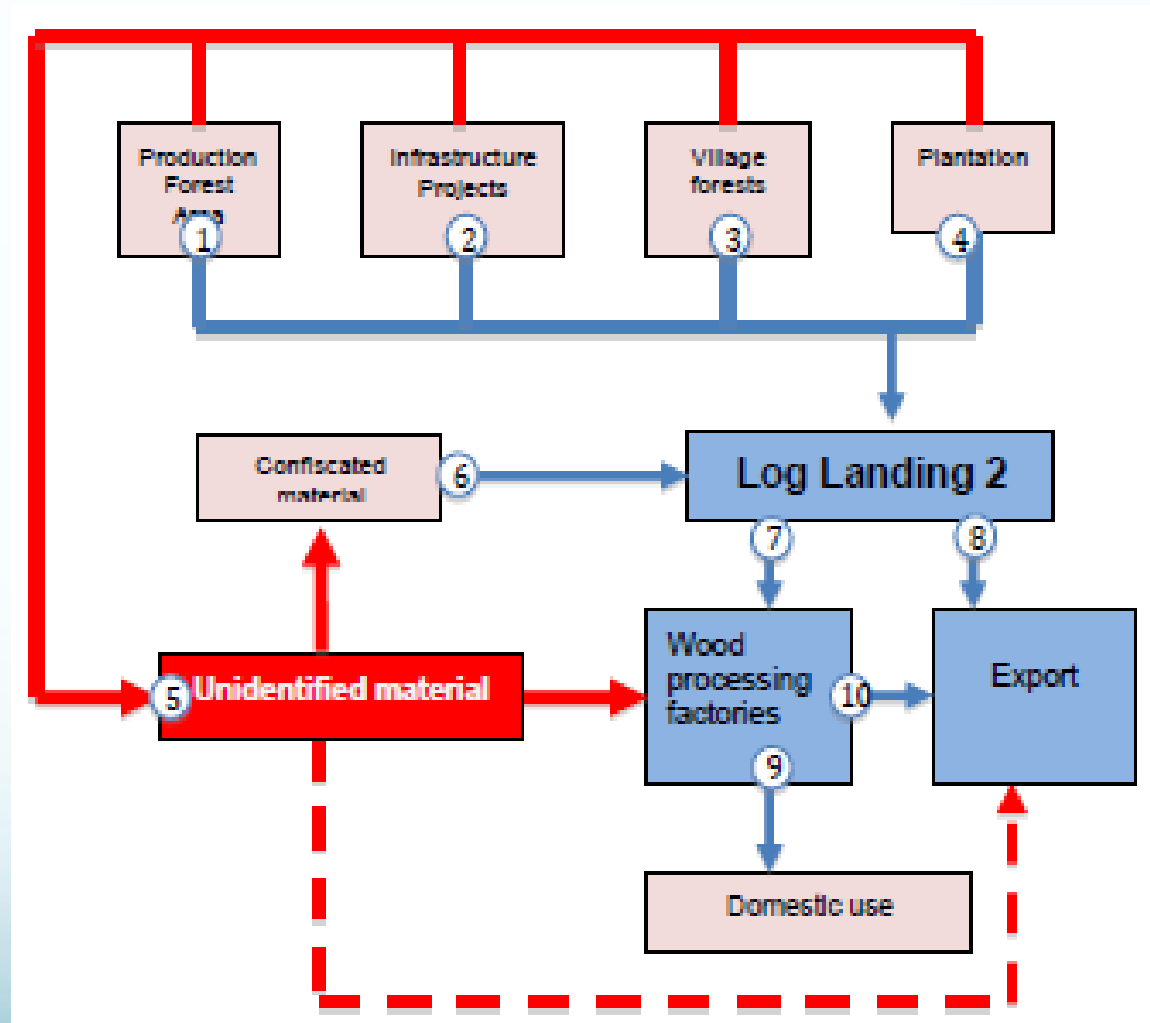 Production
Forest
Area
1
Infrastructure
Projects
2
Village
forests
3
Plantation
4
Confiscated
material
6
Log Landing 2
7
8
5
Unidentified material
Wood
processing
factories
10
9
Export
Domestic use